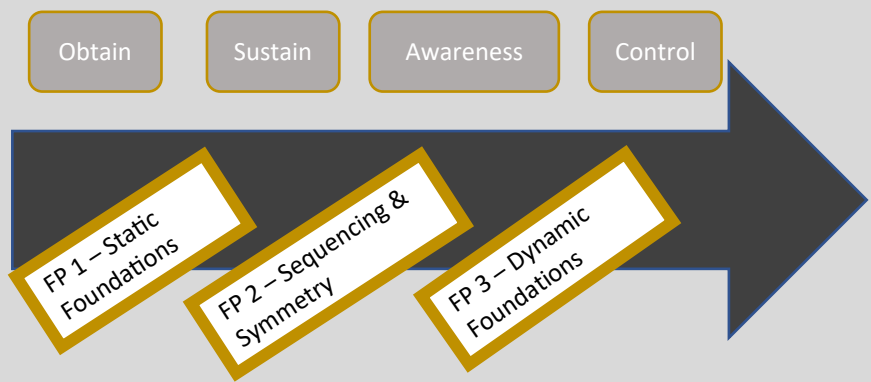 Obtain
Sustain
Awareness
Control
FP 1 – Static
Foundations
FP 2 – Sequencing &
Symmetry
FP 3 – Dynamic
Foundations